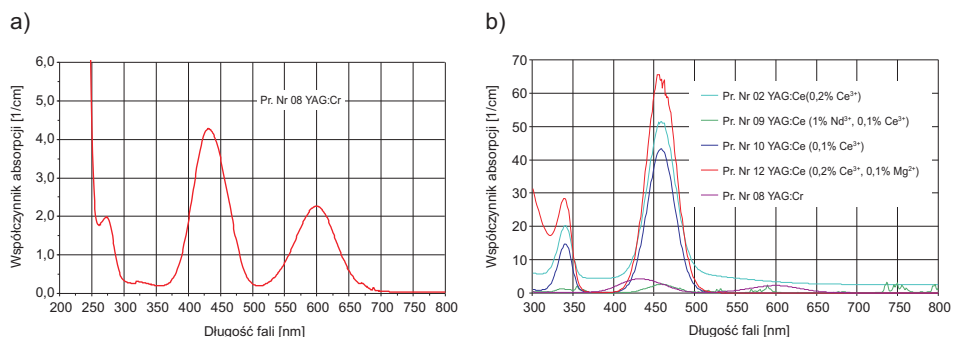 a)
Współczynnik absorpcji [1/cm]
6,0
5,0
4,0
3,0
2,0
1,0
0,0
Pr. Nr 08 YAG:Cr
200 250 300 350 400 450 500 550 600 650 700 750 800
Długość fali [nm]
b)
Współczynnik absorpcji [1/cm]
70
60
50
40
30
20
10
0
Pr. Nr 02 YAG:Ce(0,2% Ce³⁺)
Pr. Nr 09 YAG:Ce (1% Nd³⁺, 0,1% Ce³⁺)
Pr. Nr 10 YAG:Ce (0,1% Ce³⁺)
Pr. Nr 12 YAG:Ce (0,2% Ce³⁺, 0,1% Mg²⁺)
Pr. Nr 08 YAG:Cr
300 350 400 450 500 550 600 650 700 750 800
Długość fali [nm]